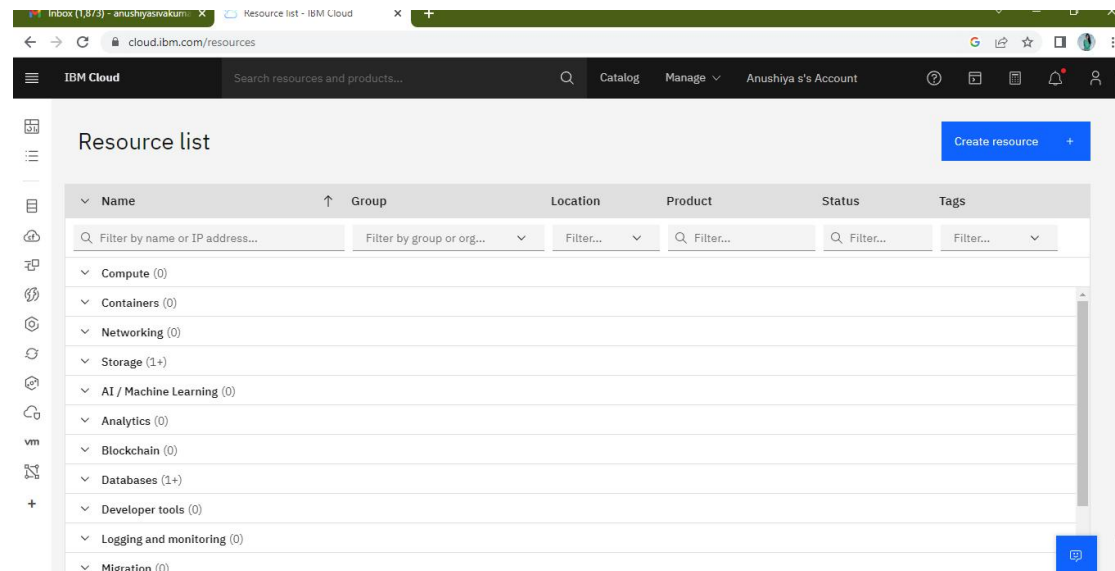 Inbox (1,873) - anushiyasivakum
Resource list - IBM Cloud
cloud.ibm.com/resources
IBM Cloud
Search resources and products...
Catalog
Manage
Anushiya s's Account
Resource list
Create resource +
Name
Group
Location
Product
Status
Tags
Filter by name or IP address...
Filter by group or org...
Filter...
Filter...
Filter...
Filter...
Compute (0)
Containers (0)
Networking (0)
Storage (1+)
AI / Machine Learning (0)
Analytics (0)
vm
Blockchain (0)
Databases (1+)
Developer tools (0)
Logging and monitoring (0)
Migration (0)